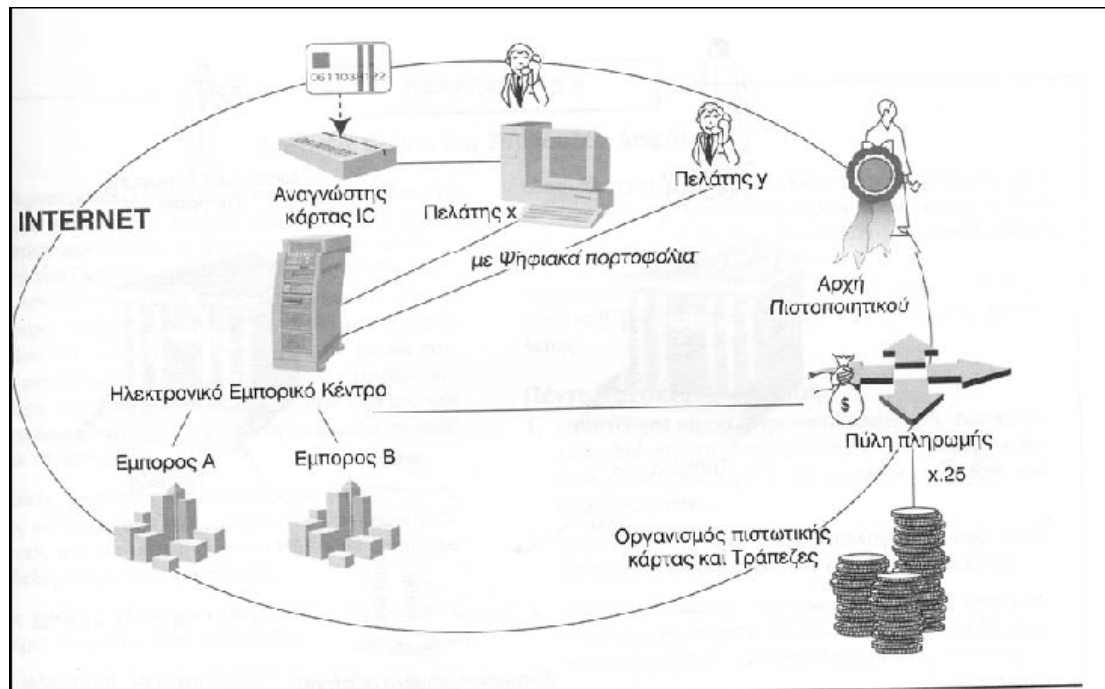 Αναγνώστης
κάρτας IC
Πελάτης x
Πελάτης y
INTERNET
με Ψηφιακά πορτοφόλια
Αρχή
Πιστοποιητικού
Ηλεκτρονικό Εμπορικό Κέντρο
$
Πύλη πληρωμής
x.25
Εμπορος Α
Εμπορος Β
Οργανισμός πιστωτικής
κάρτας και Τράπεζες